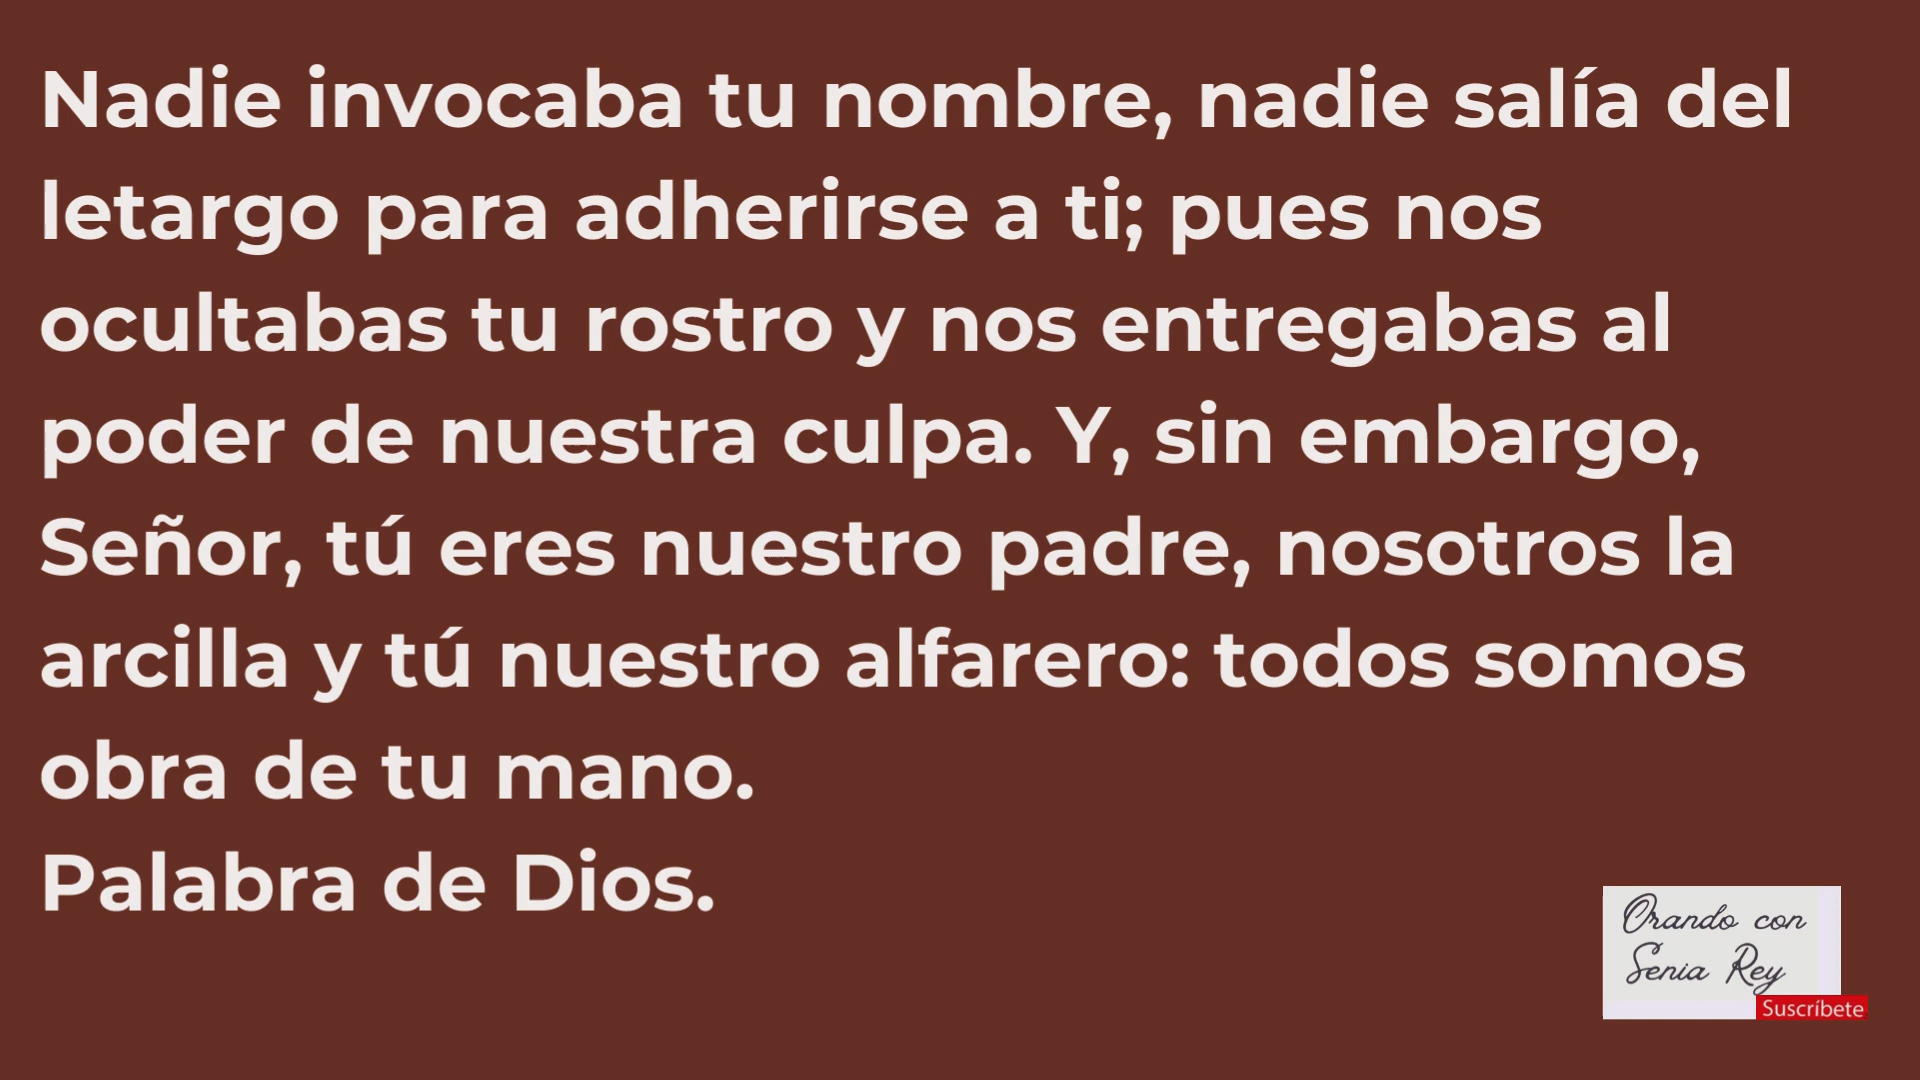 Nadie invocaba tu nombre, nadie salía del
letargo para adherirse a ti; pues nos
ocultabas tu rostro y nos entregabas al
poder de nuestra culpa. Y, sin embargo,
Señor, tú eres nuestro padre, nosotros la
arcilla y tú nuestro alfarero: todos somos
obra de tu mano.
Palabra de Dios.
Orando con
Senia Rey
Suscríbete